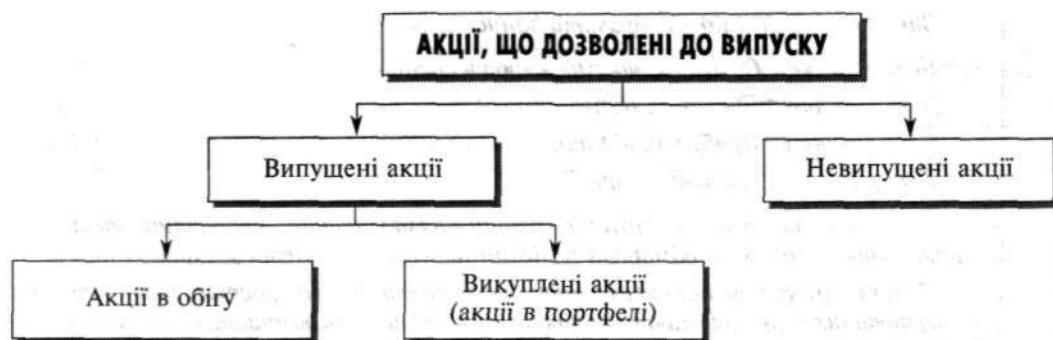 АКЦІЇ, ЩО ДОЗВОЛЕНІ ДО ВИПУСКУ
Випущені акції
Невипущені акції
Акції в обігу
Викуплені акції
(акції в портфелі)